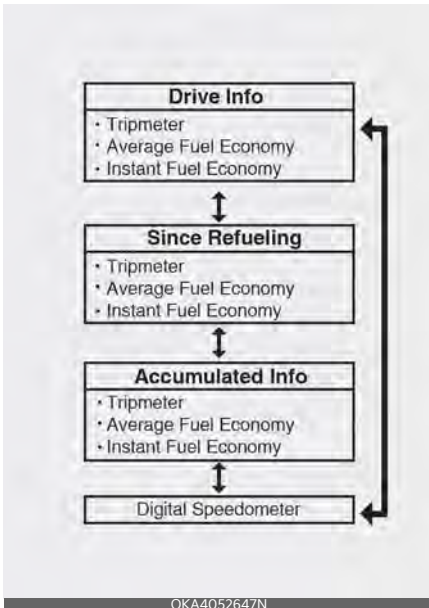 Drive Info
· Tripmeter
· Average Fuel Economy
· Instant Fuel Economy
Since Refueling
· Tripmeter
· Average Fuel Economy
· Instant Fuel Economy
Accumulated Info
· Tripmeter
· Average Fuel Economy
· Instant Fuel Economy
Digital Speedometer
OKA4052647N